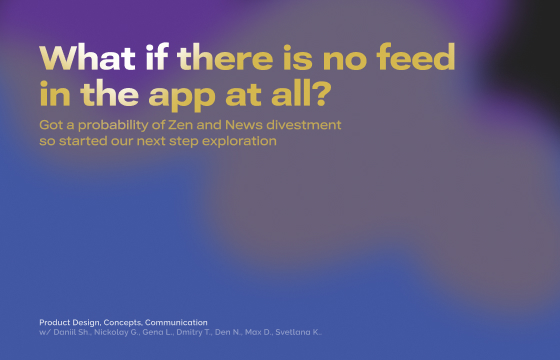 What if there is no feed
in the app at all?
Got a probability of Zen and News divestment
so started our next step exploration
Product Design, Concepts, Communication
w/ Daniil Sh., Nickolay G., Gena L., Dmitry T., Den N., Max D., Svetlana K..